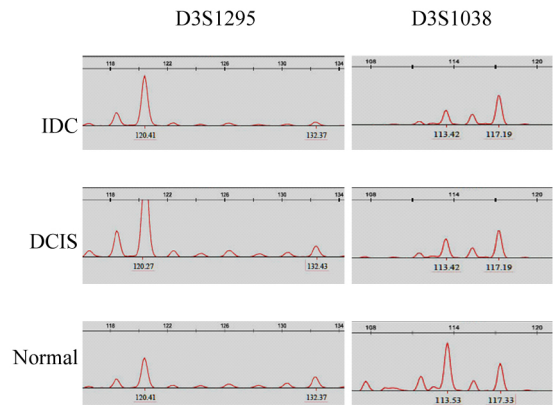 D3S1295 D3S1038
118 122 126 130 134 108 114 120
IDC
120.41 132.37 113.42 117.19
118 122 126 130 134 108 114 120
DCIS
120.27 132.43 113.42 117.19
118 122 126 130 134 108 114 120
Normal
120.41 132.37 113.53 117.33